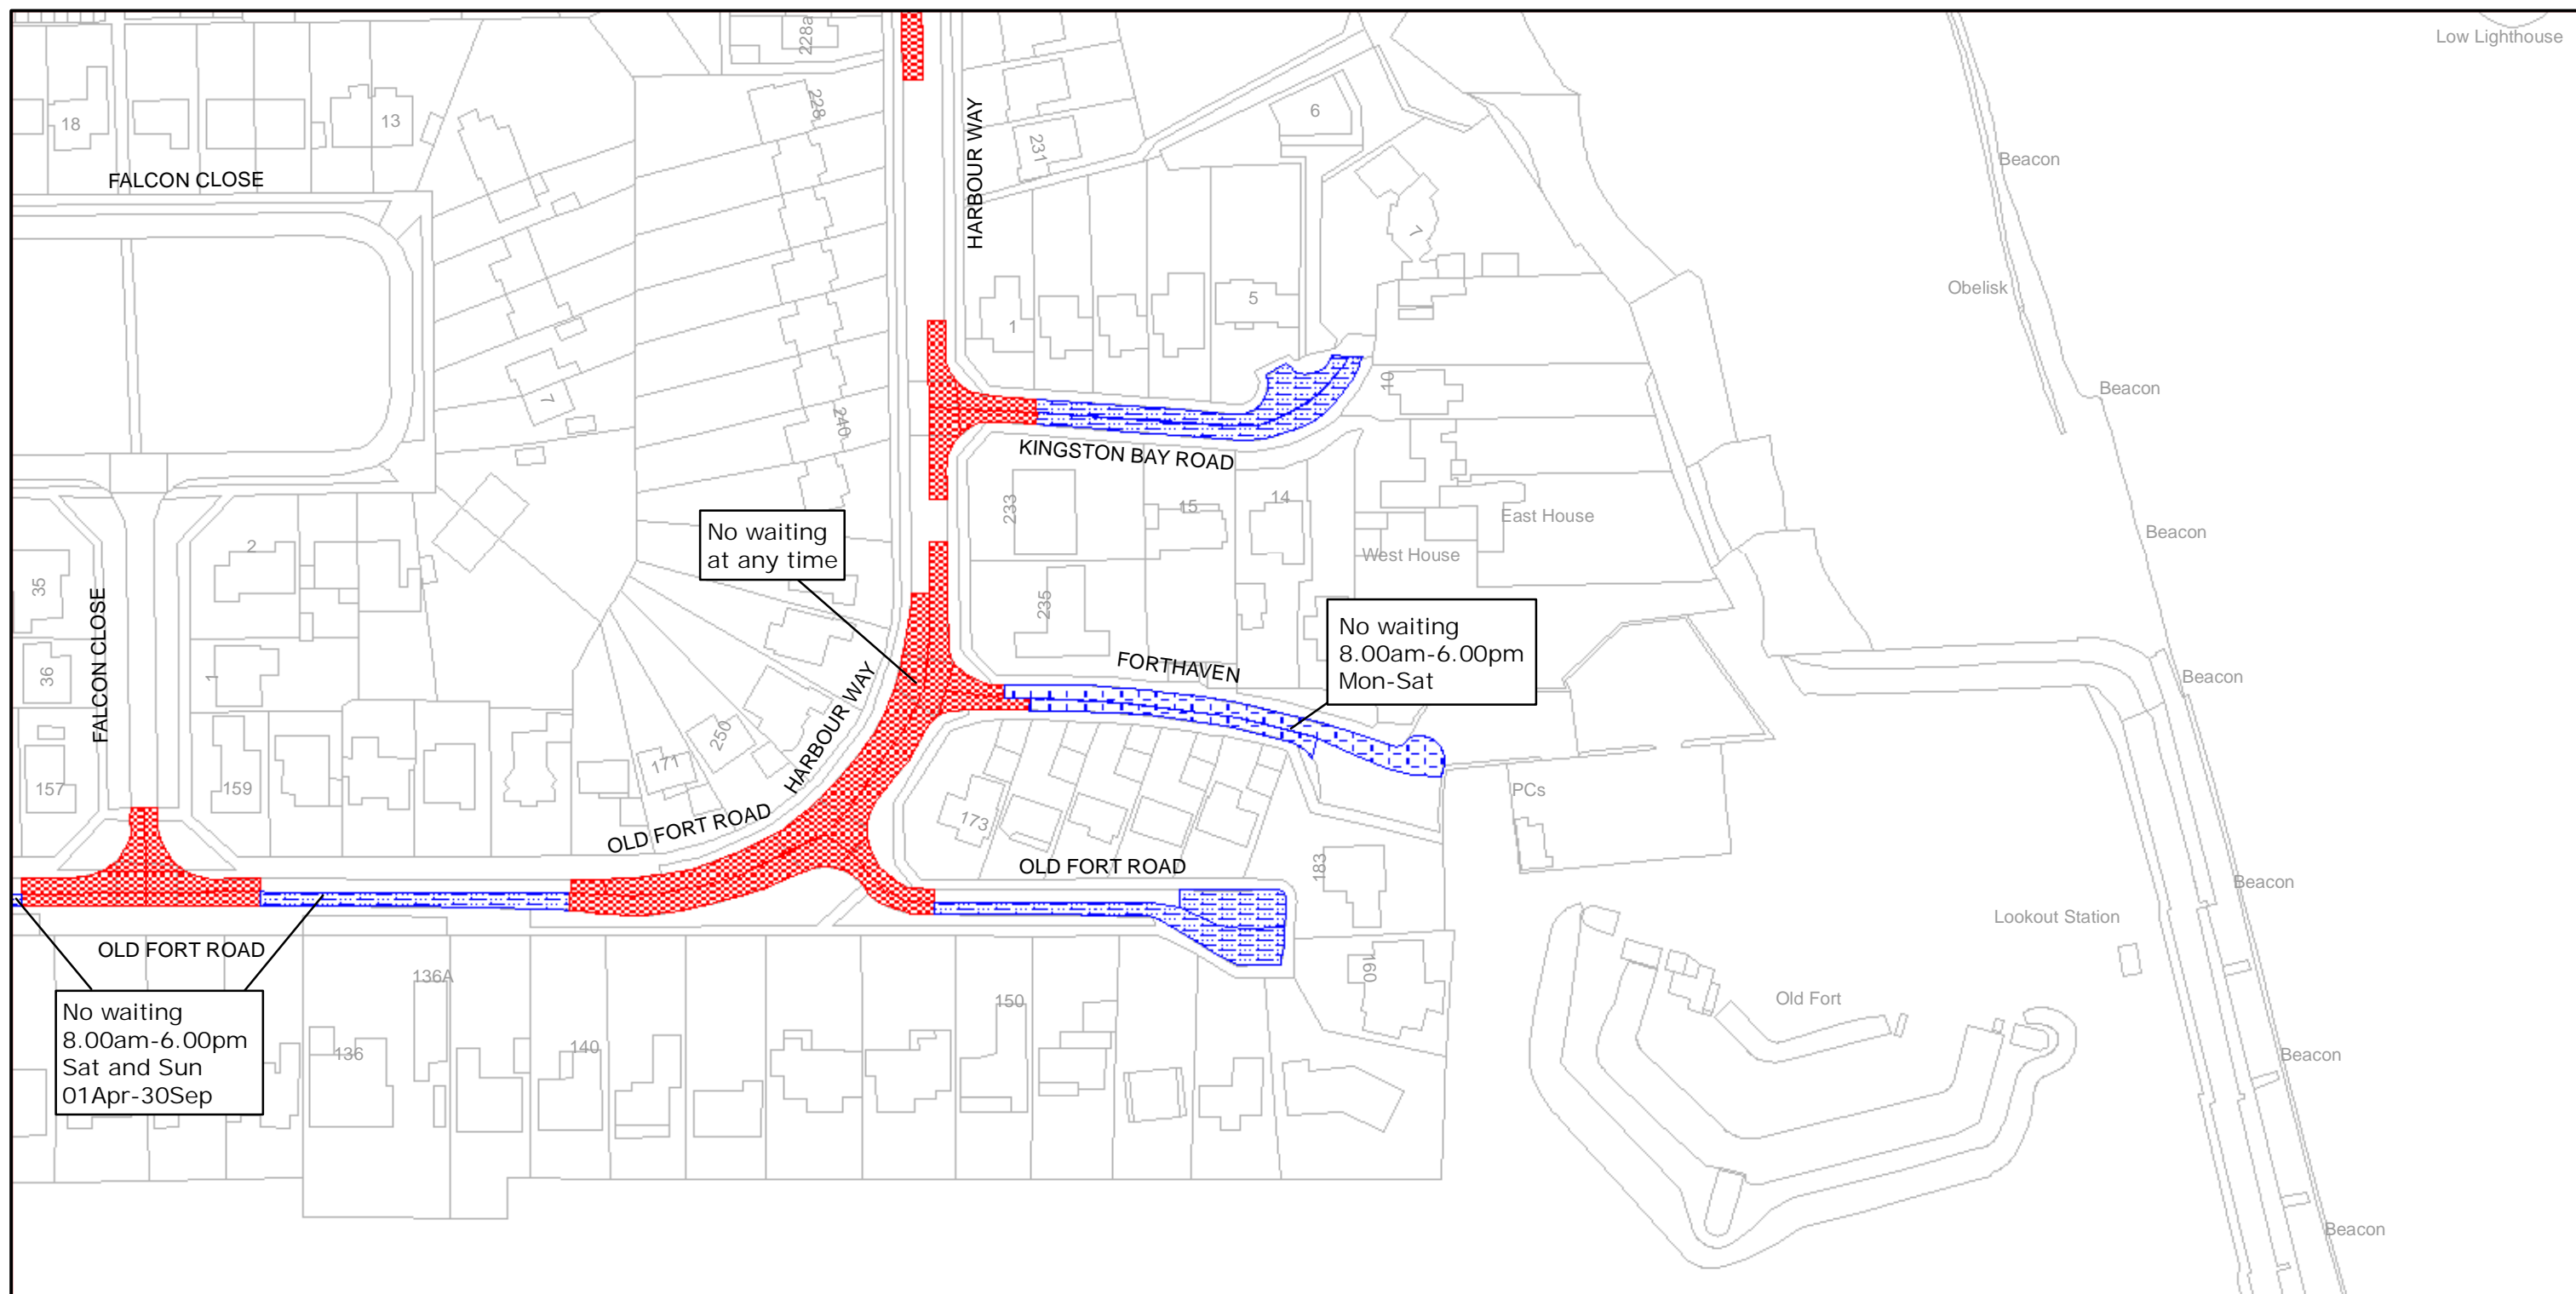 Low Lighthouse
228a
18
13
228
HARBOUR WAY
231
6
Beacon
FALCON CLOSE
7
Obelisk
1
5
7
240
10
Beacon
KINGSTON BAY ROAD
233
15
14
East House
Beacon
No waiting
at any time
West House
2
35
235
FALCON CLOSE
No waiting
8.00am-6.00pm
Mon-Sat
FORTHAVEN
Beacon
36
1
HARBOUR WAY
250
171
157
159
PCs
OLD FORT ROAD
173
OLD FORT ROAD
183
Beacon
Lookout Station
OLD FORT ROAD
136A
160
150
Old Fort
No waiting
8.00am-6.00pm
Sat and Sun
01Apr-30Sep
136
140
Beacon
Beacon